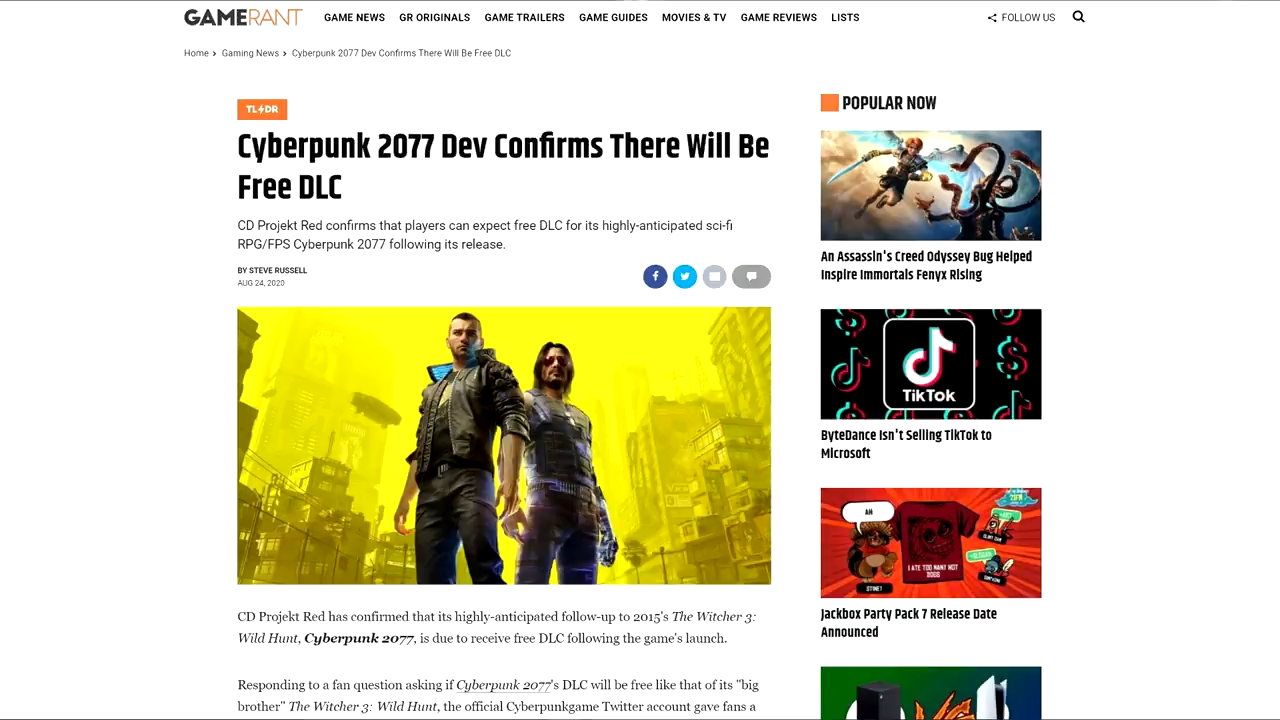 GAMERANT
GAME NEWS GR ORIGINALS GAME TRAILERS GAME GUIDES MOVIES & TV GAME REVIEWS LISTS FOLLOW US
Home › Gaming News › Cyberpunk 2077 Dev Confirms There Will Be Free DLC
TL DR
Cyberpunk 2077 Dev Confirms There Will Be
Free DLC
CD Projekt Red confirms that players can expect free DLC for its highly-anticipated sci-fi
RPG/FPS Cyberpunk 2077 following its release.
BY STEVE RUSSELL
AUG 24, 2020
CD Projekt Red has confirmed that its highly-anticipated follow-up to 2015's The Witcher 3:
Wild Hunt, Cyberpunk 2077, is due to receive free DLC following the game's launch.
Responding to a fan question asking if Cyberpunk 2077's DLC will be free like that of its "big
brother" The Witcher 3: Wild Hunt, the official Cyberpunkgame Twitter account gave fans a
POPULAR NOW
An Assassin's Creed Odyssey Bug Helped
Inspire Immortals Fenyx Rising
TikTok
ByteDance Isn't Selling TikTok to
Microsoft
I ATE TOO MANY HOT
DOGS
Jackbox Party Pack 7 Release Date
Announced